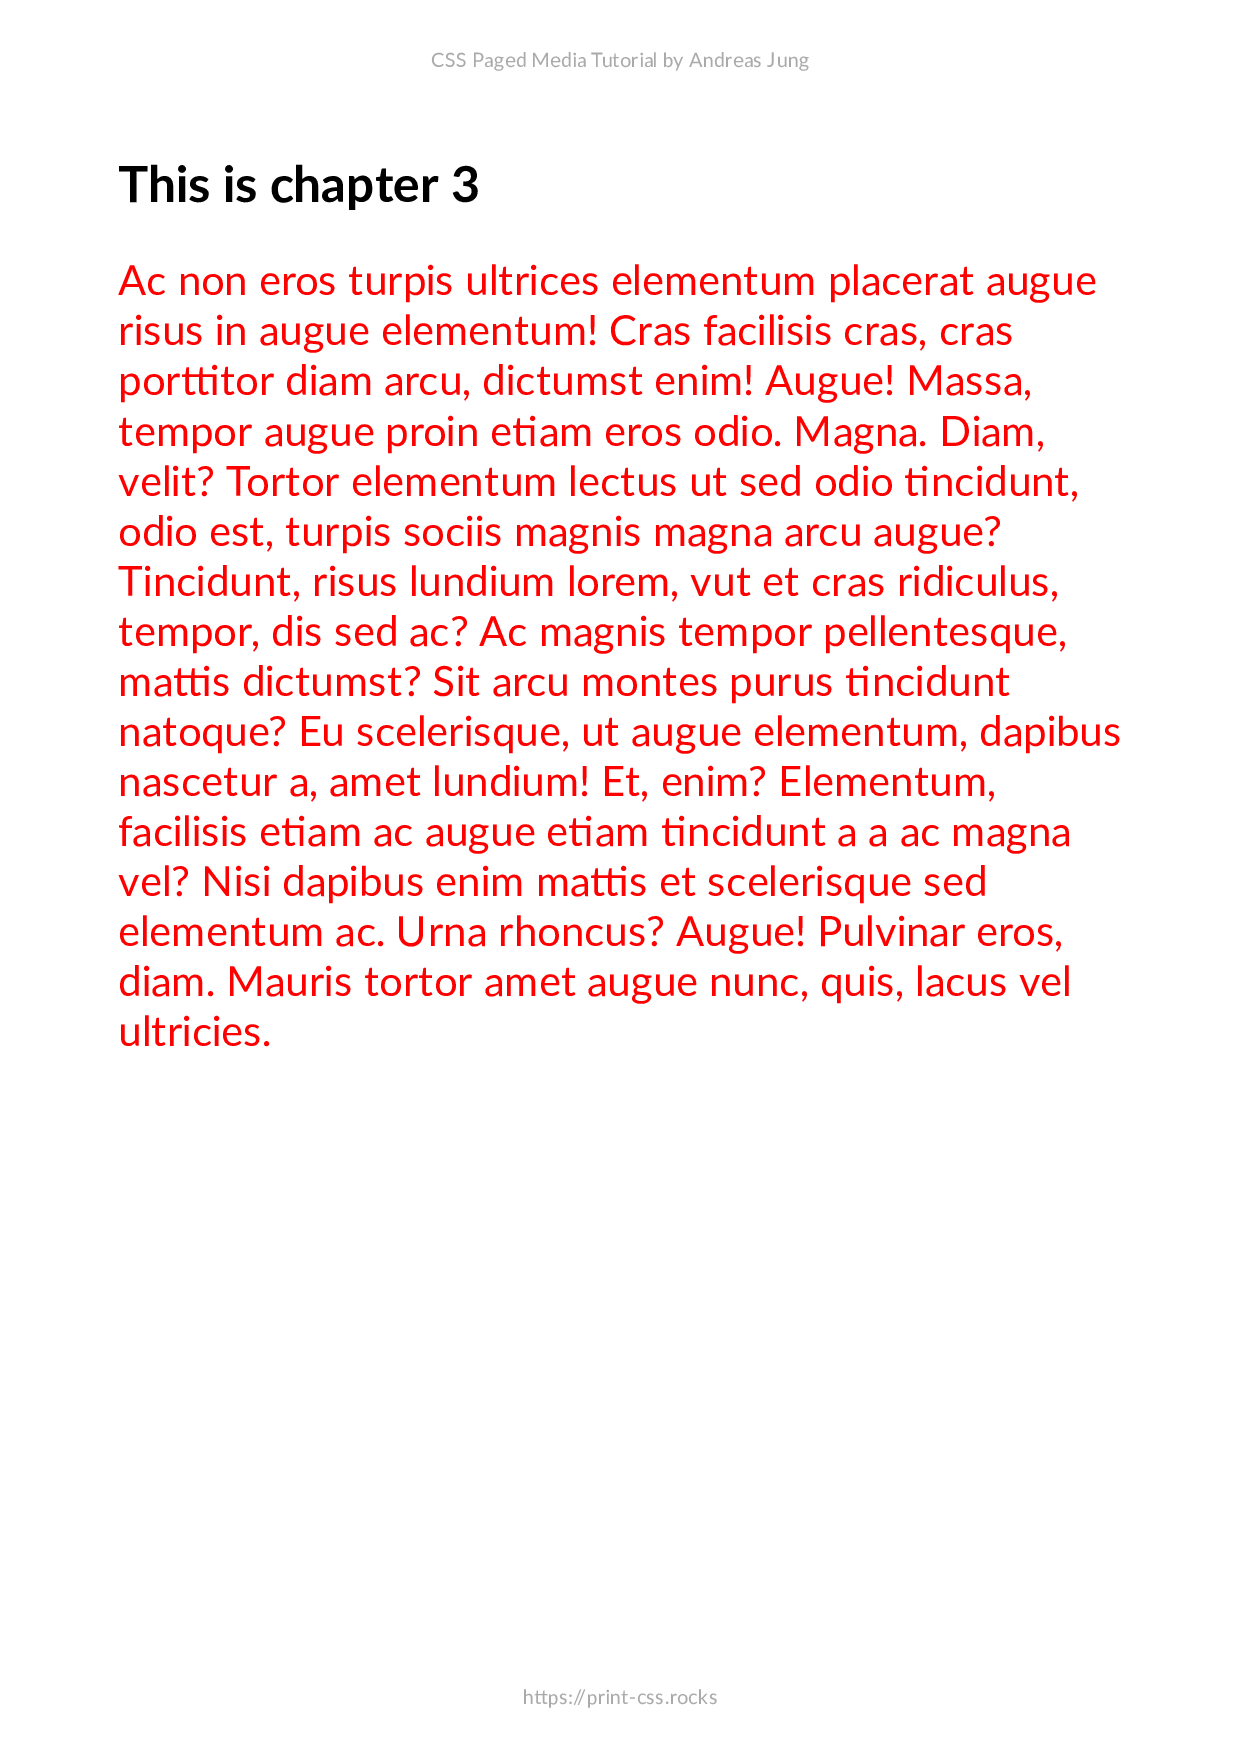 CSS Paged Media Tutorial by Andreas Jung
This is chapter 3
Ac non eros turpis ultrices elementum placerat augue
risus in augue elementum! Cras facilisis cras, cras
porttitor diam arcu, dictumst enim! Augue! Massa,
tempor augue proin etiam eros odio. Magna. Diam,
velit? Tortor elementum lectus ut sed odio tincidunt,
odio est, turpis sociis magnis magna arcu augue?
Tincidunt, risus lundium lorem, vut et cras ridiculus,
tempor, dis sed ac? Ac magnis tempor pellentesque,
mattis dictumst? Sit arcu montes purus tincidunt
natoque? Eu scelerisque, ut augue elementum, dapibus
nascetur a, amet lundium! Et, enim? Elementum,
facilisis etiam ac augue etiam tincidunt a a ac magna
vel? Nisi dapibus enim mattis et scelerisque sed
elementum ac. Urna rhoncus? Augue! Pulvinar eros,
diam. Mauris tortor amet augue nunc, quis, lacus vel
ultricies.
https://print-css.rocks